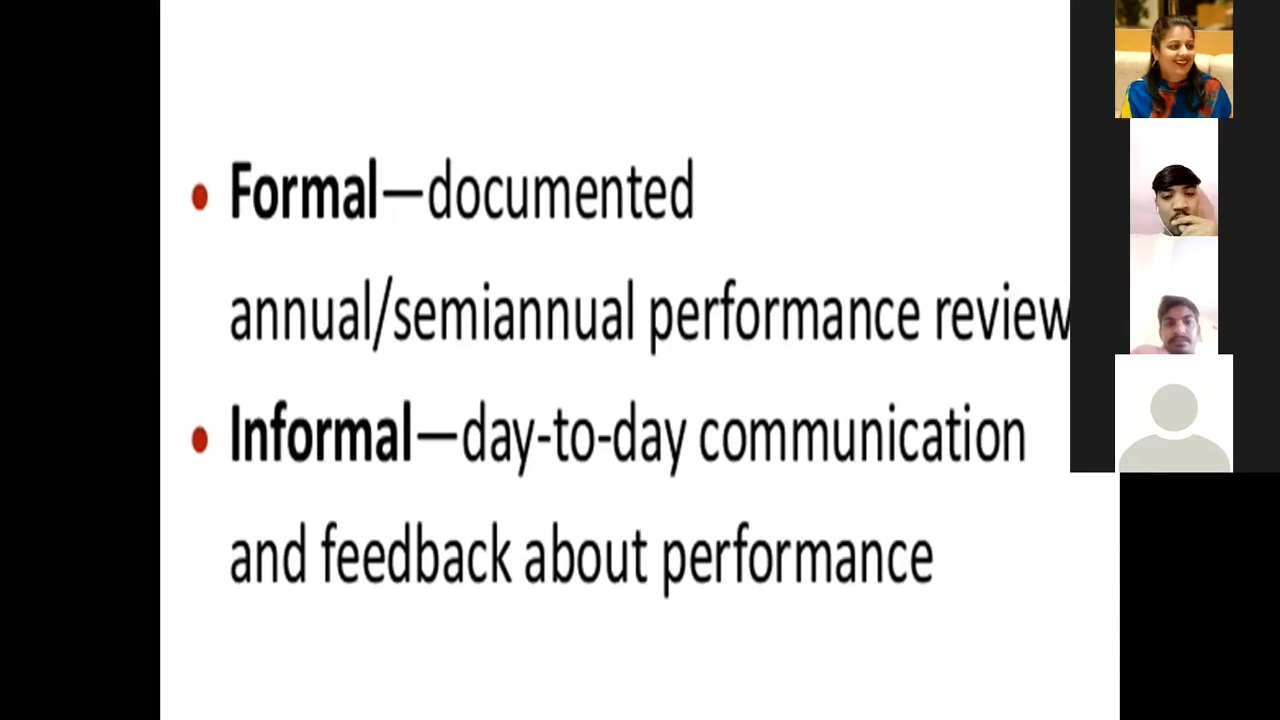 • Formal—documented
annual/semiannual performance review
• Informal—day-to-day communication
and feedback about performance